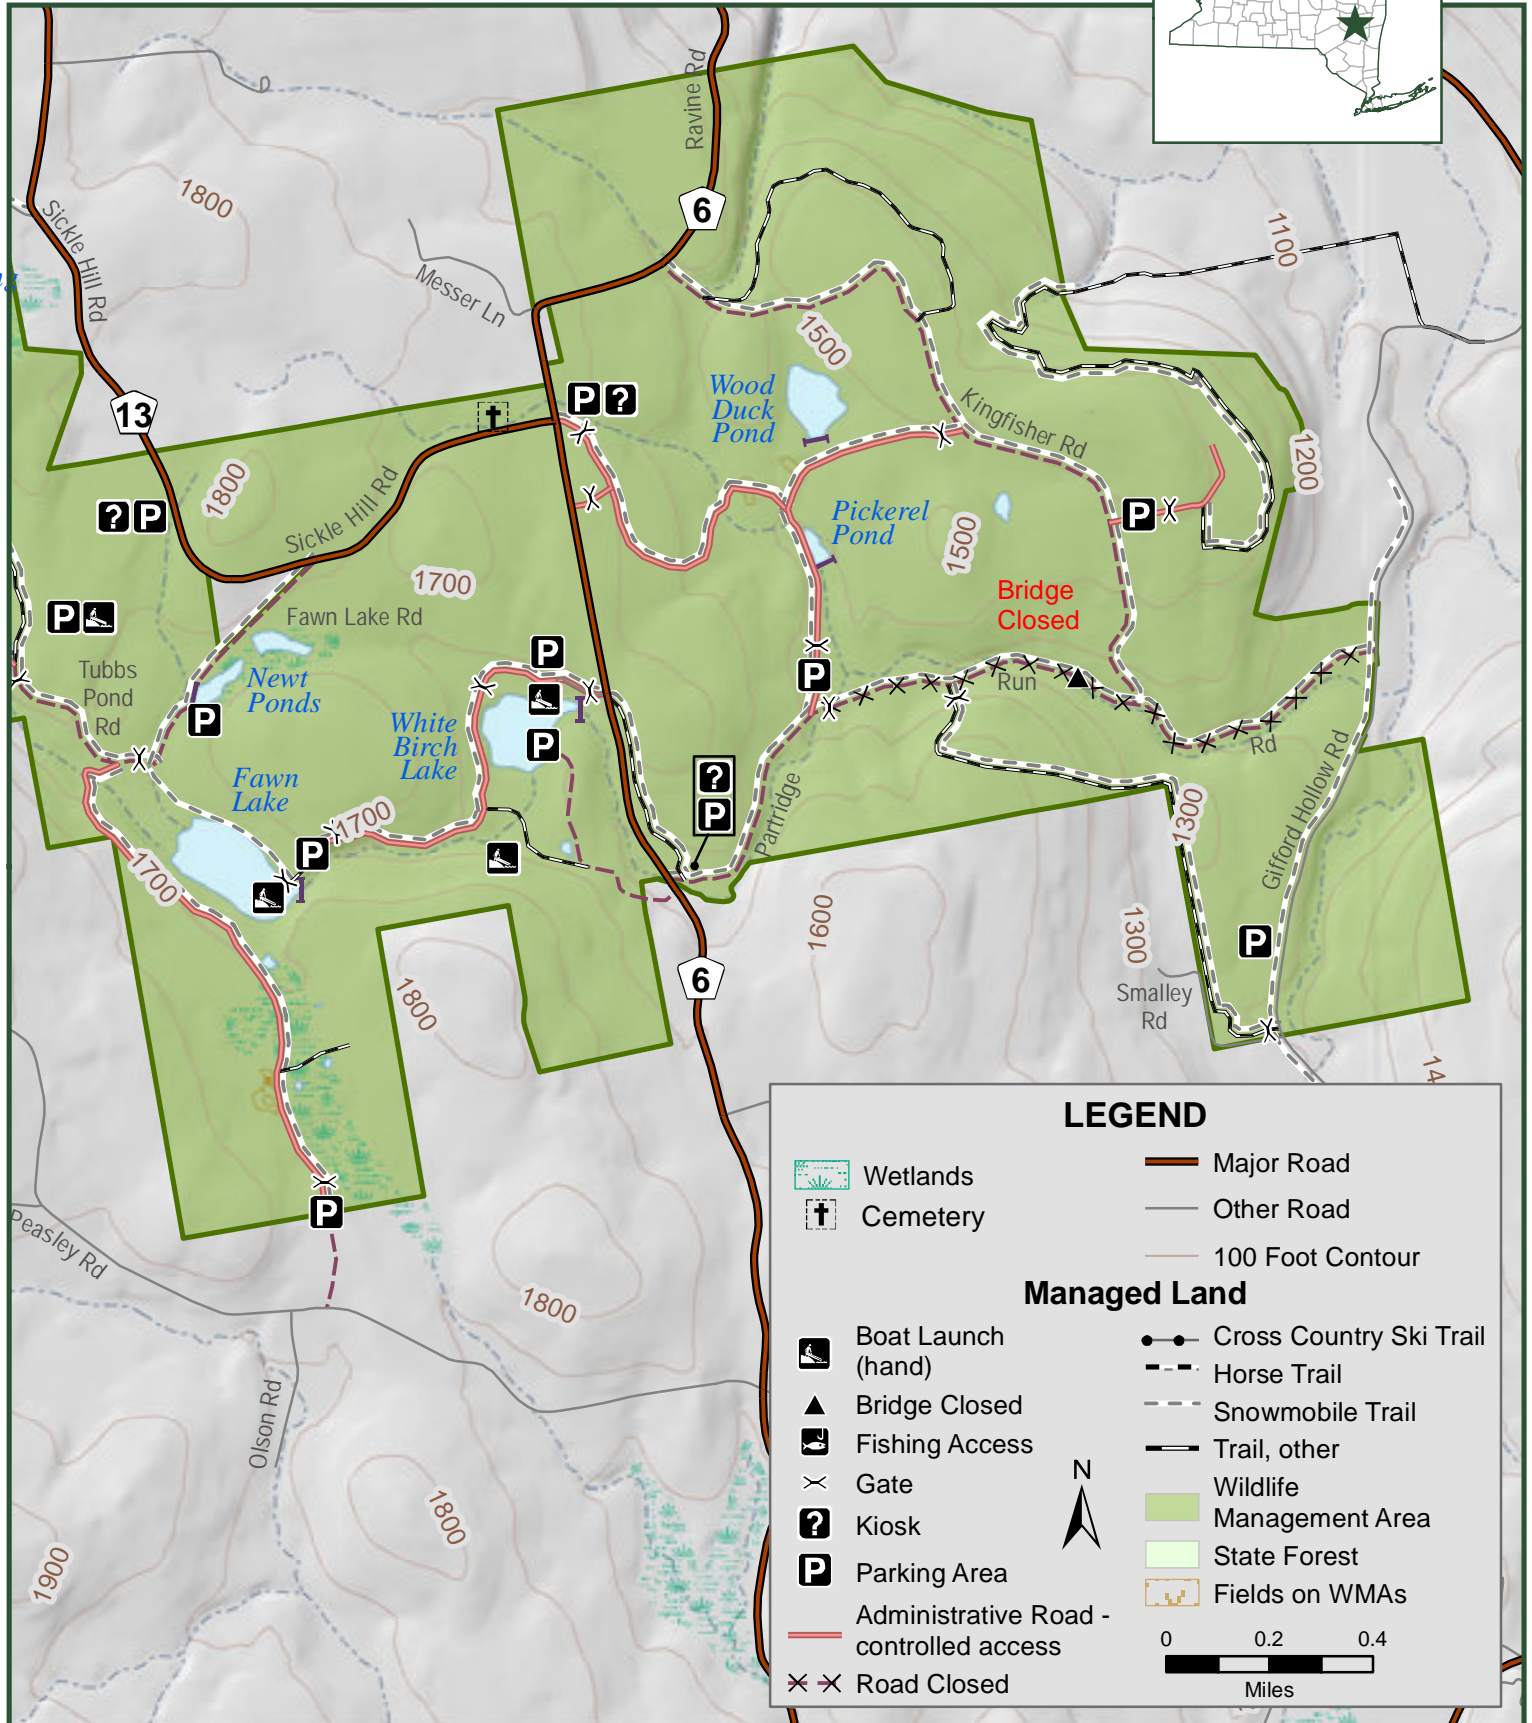 Ravine Rd
6
1800
Sickle Hill Rd
Messer Ln
1100
1500
Wood
Duck
Pond
13
Kingfisher Rd
P ?
1200
1800
Sickle Hill Rd
? P
Pickerel
Pond
1500
P
1700
Bridge
Closed
Fawn Lake Rd
P
Tubbs
Pond
Rd
Newt
Ponds
P
P
P
Run
Rd
White
Birch
Lake
P
Fawn
Lake
?
P
Partridge
1300
Gifford Hollow Rd
1700
P
1700
1600
1300
P
1800
6
Smalley
Rd
14
P
Peasley Rd
1800
Olson Rd
1800
1900
LEGEND
Wetlands
Cemetery
Major Road
Other Road
100 Foot Contour
Managed Land
Boat Launch
(hand)
Bridge Closed
Fishing Access
Gate
? Kiosk
P Parking Area
Administrative Road -
controlled access
Road Closed
N
Cross Country Ski Trail
Horse Trail
Snowmobile Trail
Trail, other
Wildlife
Management Area
State Forest
Fields on WMAs
0 0.2 0.4
Miles